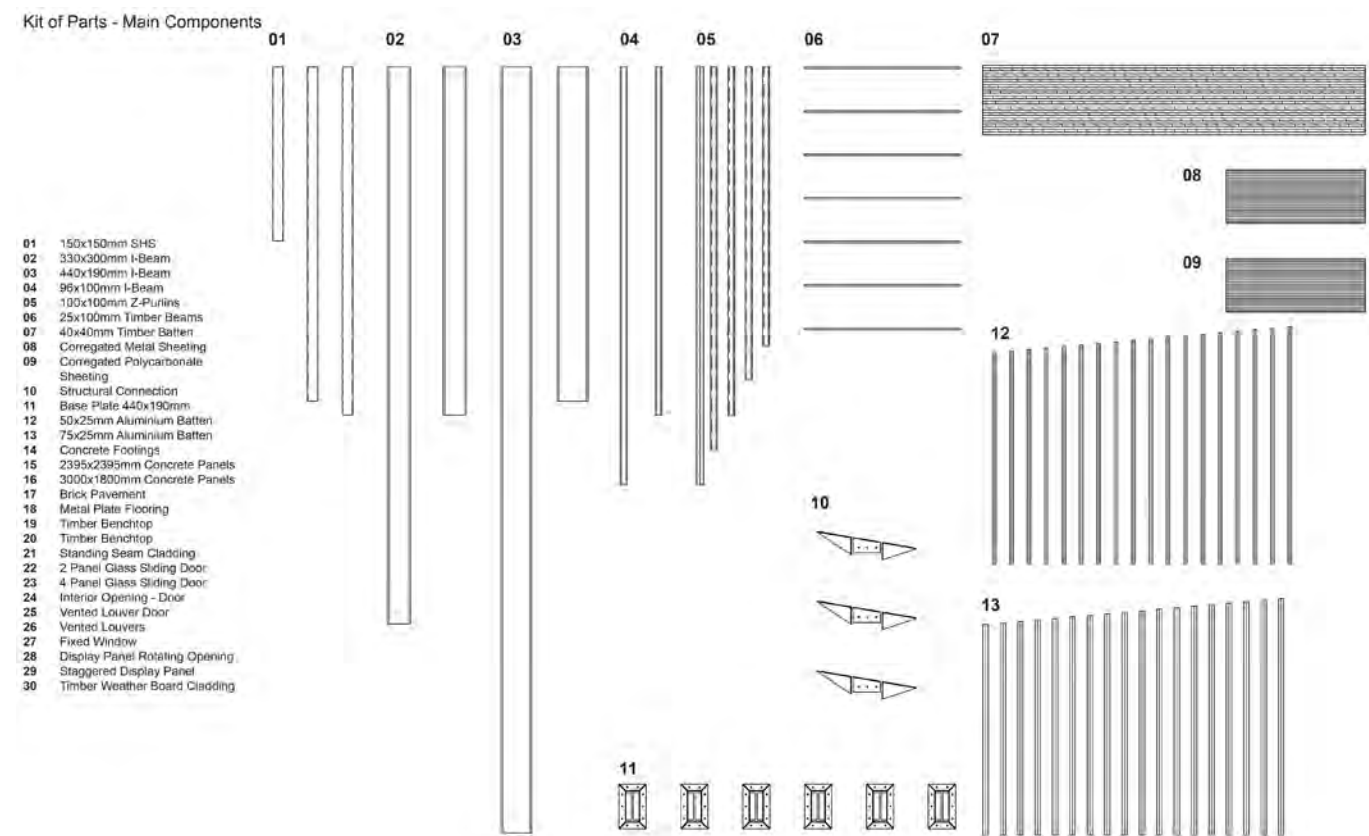 Kit of Parts - Main Components
01 02 03 04 05 06 07
08
09
01 150x150mm SHS
02 330x300mm I-Beam
03 440x190mm I-Beam
04 96x100mm I-Beam
05 100x100mm Z-Purlins
06 25x100mm Timber Beams
07 40x40mm Timber Batten
08 Corregated Metal Sheeting
09 Corregated Polycarbonate
Sheeting
10 Structural Connection
11 Base Plate 440x190mm
12 50x25mm Aluminium Batten
13 75x25mm Aluminium Batten
14 Concrete Footings
15 2395x2395mm Concrete Panels
16 3000x1800mm Concrete Panels
17 Brick Pavement
18 Metal Plate Flooring
19 Timber Benchtop
20 Timber Benchtop
21 Standing Seam Cladding
22 2 Panel Glass Sliding Door
23 4 Panel Glass Sliding Door
24 Interior Opening - Door
25 Vented Louver Door
26 Vented Louvers
27 Fixed Window
28 Display Panel Rotating Opening
29 Staggered Display Panel
30 Timber Weather Board Cladding
12
10
13
11